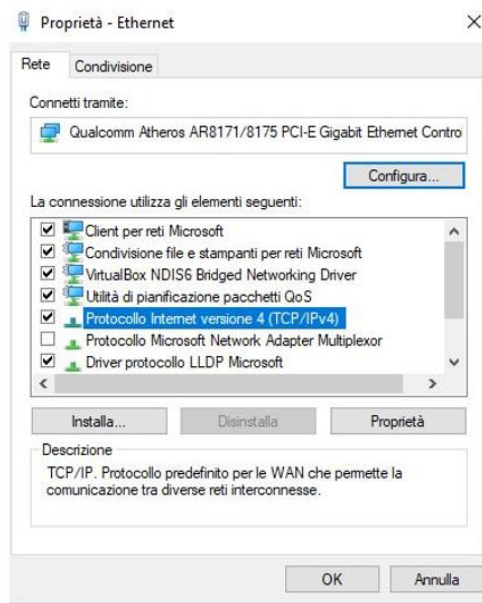 Proprietà - Ethernet
Rete Condivisione
Connetti tramite:
Qualcomm Atheros AR8171/8175 PCI-E Gigabit Ethernet Contro
Configura...
La connessione utilizza gli elementi seguenti:
Client per reti Microsoft
Condivisione file e stampanti per reti Microsoft
VirtualBox NDIS6 Bridged Networking Driver
Utilità di pianificazione pacchetti QoS
Protocollo Internet versione 4 (TCP/IPv4)
Protocollo Microsoft Network Adapter Multiplexor
Driver protocollo LLDP Microsoft
Installa... Disinstalla Proprietà
Descrizione
TCP/IP. Protocollo predefinito per le WAN che permette la
comunicazione tra diverse reti interconnesse.
OK Annulla